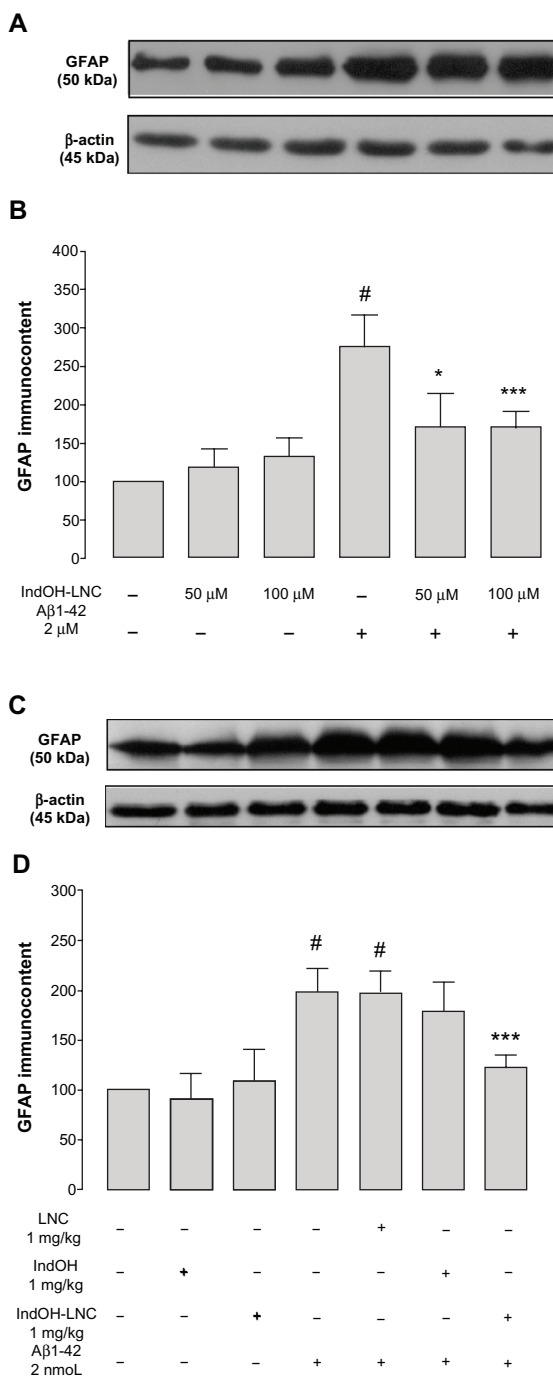 A
GFAP
(50 kDa)
β-actin
(45 kDa)
B
400
350
300
250
200
150
100
50
0
GFAP immunocontent
#
*
***
IndOH-LNC – 50 μM 100 μM – 50 μM 100 μM
Aβ1-42
2 μM – – – + + +
C
GFAP
(50 kDa)
β-actin
(45 kDa)
D
300
250
200
150
100
50
0
GFAP immunocontent
# #
***
LNC
1 mg/kg – – – – + – –
IndOH
1 mg/kg – + – – – + –
IndOH-LNC
1 mg/kg – – + – – – +
Aβ1-42
2 nmoL – – – + + + +